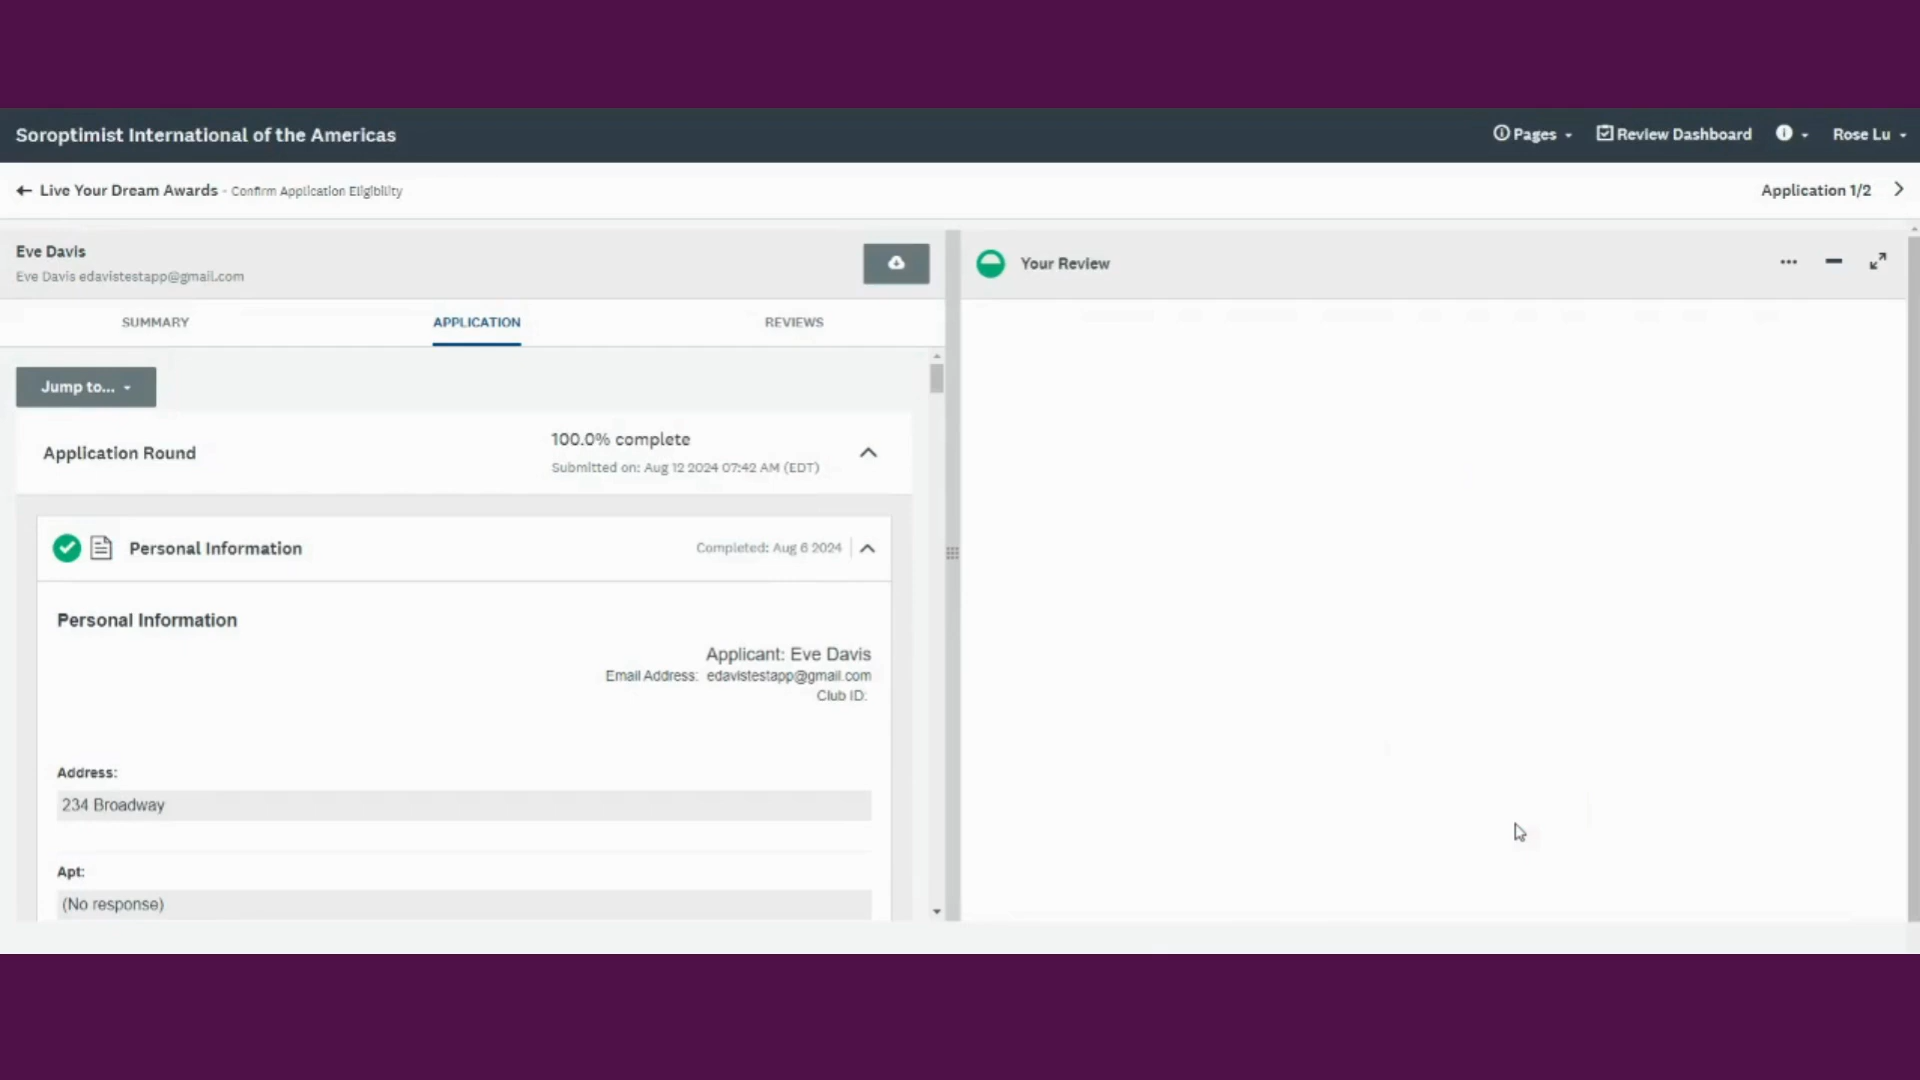 Soroptimist International of the Americas
Pages
Review Dashboard
Rose Lu
Live Your Dream Awards - Confirm Application Eligibility
Application 1/2
Eve Davis
Eve Davis edavistestapp@gmail.com
Your Review
SUMMARY
APPLICATION
REVIEWS
Jump to...
Application Round
100.0% complete
Submitted on: Aug 12 2024 07:42 AM (EDT)
Personal Information
Completed: Aug 6 2024
Personal Information
Applicant: Eve Davis
Email Address: edavistestapp@gmail.com
Club ID:
Address:
234 Broadway
Apt:
(No response)